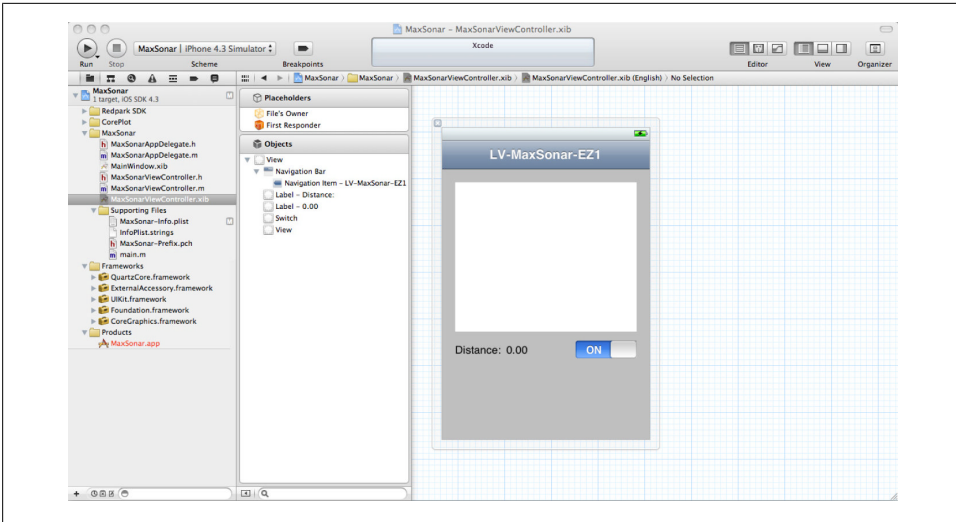 MaxSonar – MaxSonarViewController.xib
MaxSonar | iPhone 4.3 Simulator
Xcode
Run
Stop
Scheme
Breakpoints
Editor
View
Organizer
MaxSonar
MaxSonar
MaxSonarViewController.xib
MaxSonarViewController.xib (English)
No Selection
MaxSonar
1 target, iOS SDK 4.3
Redpark SDK
CorePlot
MaxSonar
MaxSonarAppDelegate.h
MaxSonarAppDelegate.m
MainWindow.xib
MaxSonarViewController.h
MaxSonarViewController.m
MaxSonarViewController.xib
Supporting Files
MaxSonar-Info.plist
InfoPlist.strings
MaxSonar-Prefix.pch
main.m
Frameworks
QuartzCore.framework
ExternalAccessory.framework
UIKit.framework
Foundation.framework
CoreGraphics.framework
Products
MaxSonar.app
Placeholders
File's Owner
First Responder
Objects
View
Navigation Bar
Navigation Item – LV-MaxSonar-EZ1
Label – Distance:
Label – 0.00
Switch
View
LV-MaxSonar-EZ1
Distance: 0.00
ON